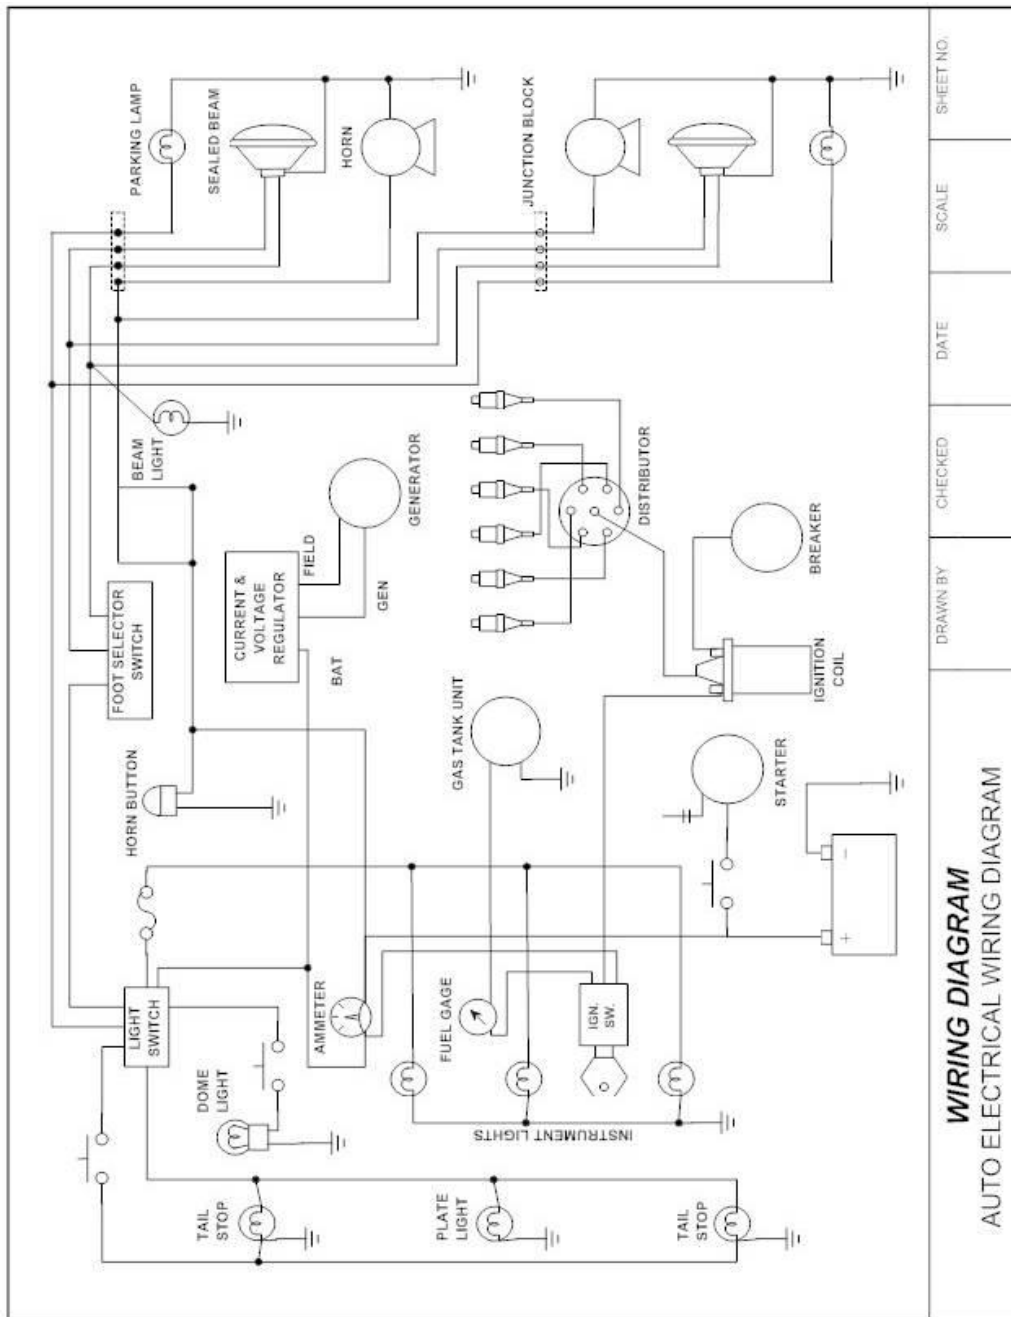 PARKING LAMP
SEALED BEAM
HORN
JUNCTION BLOCK
BEAM
LIGHT
FOOT SELECTOR
SWITCH
CURRENT &
VOLTAGE
REGULATOR
FIELD
GEN
BAT
GENERATOR
DISTRIBUTOR
BREAKER
IGNITION
COIL
HORN BUTTON
GAS TANK UNIT
STARTER
+
-
LIGHT
SWITCH
AMMETER
FUEL GAGE
IGN.
SW.
DOME
LIGHT
INSTRUMENT LIGHTS
TAIL
STOP
PLATE
LIGHT
TAIL
STOP
WIRING DIAGRAM
AUTO ELECTRICAL WIRING DIAGRAM
DRAWN BY
CHECKED
DATE
SCALE
SHEET NO.